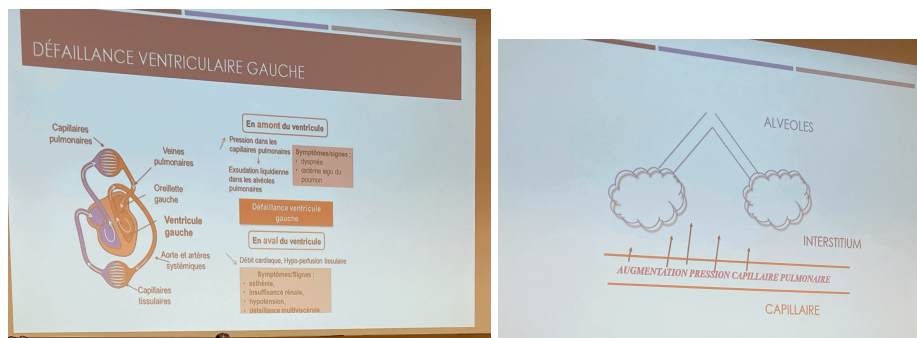 DÉFAILLANCE VENTRICULAIRE GAUCHE
Capillaires
pulmonaires
Veines
pulmonaires
Oreillette
gauche
Ventricule
gauche
Aorte et artères
systémiques
Capillaires
tissulaires
En amont du ventricule
Pression dans les
capillaires pulmonaires
Exsudation liquidienne
dans les alvéoles
pulmonaires
Symptômes/signes :
• dyspnée
• œdème aigu du
poumon.
Défaillance ventricule
gauche
En aval du ventricule
Débit cardiaque, Hypo-perfusion tissulaire
Symptômes/Signes :
• asthénie,
• insuffisance rénale,
• hypotension,
• défaillance multiviscérale
ALVEOLES
INTERSTITIUM
AUGMENTATION PRESSION CAPILLAIRE PULMONAIRE
CAPILLAIRE